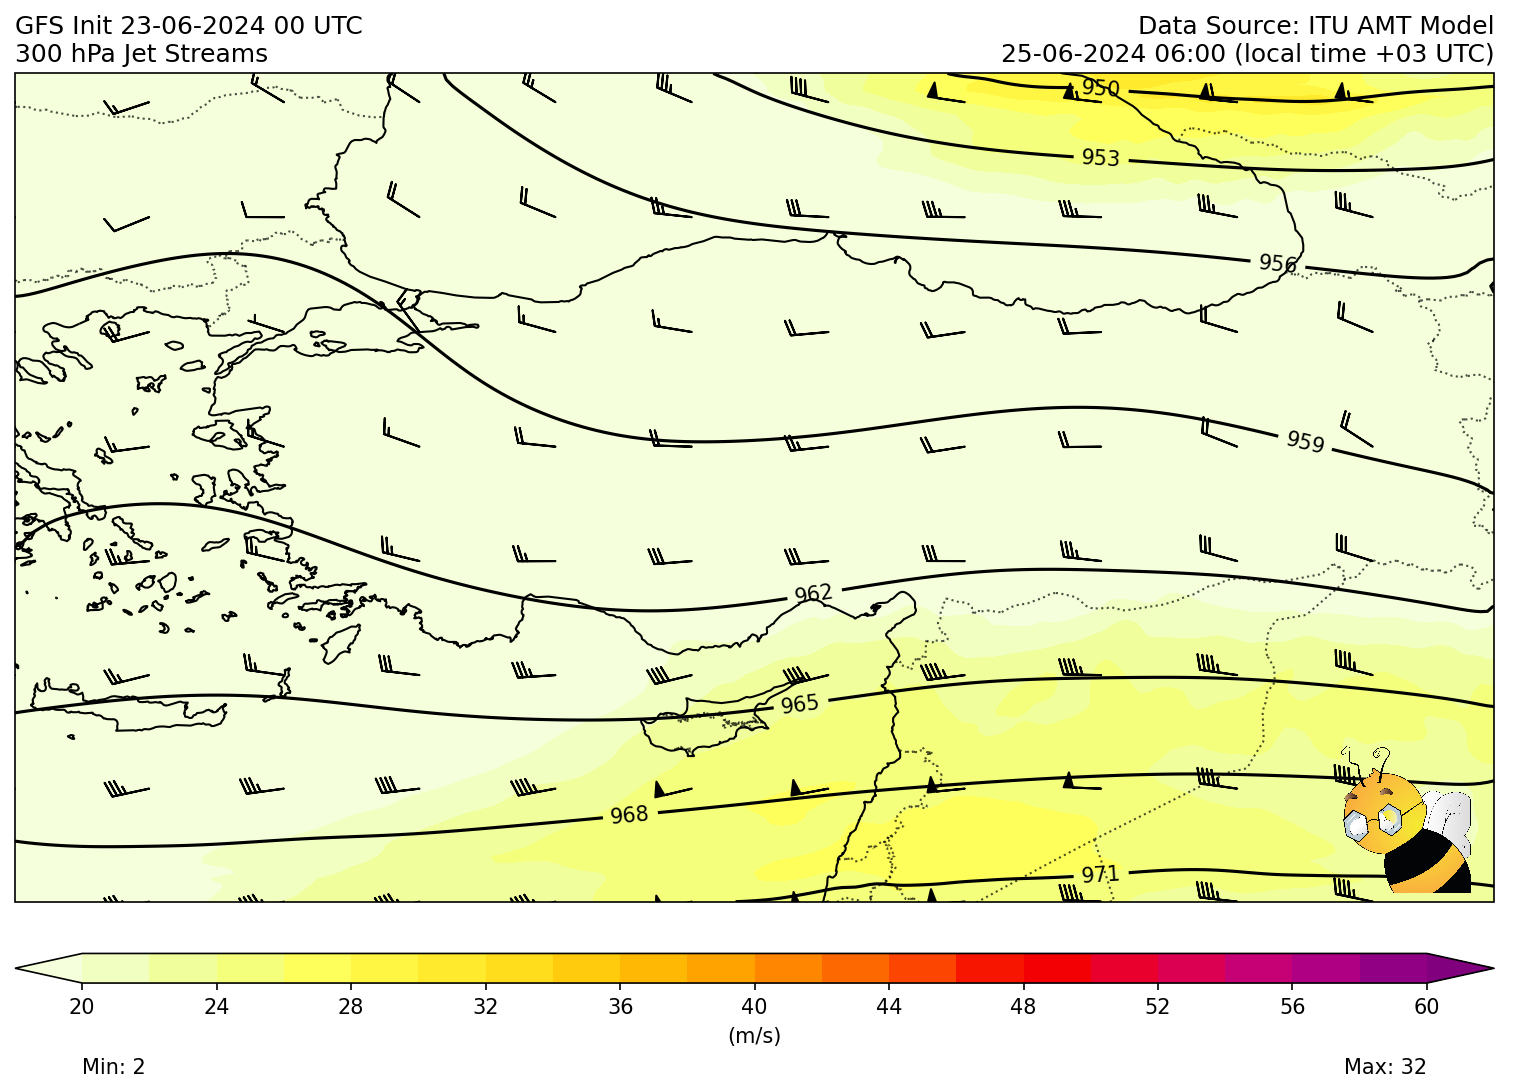 GFS Init 23-06-2024 00 UTC
Data Source: ITU AMT Model
300 hPa Jet Streams
25-06-2024 06:00 (local time +03 UTC)
950
953
956
959
962
965
968
971
20 24 28 32 36 40 44 48 52 56 60
(m/s)
Min: 2
Max: 32